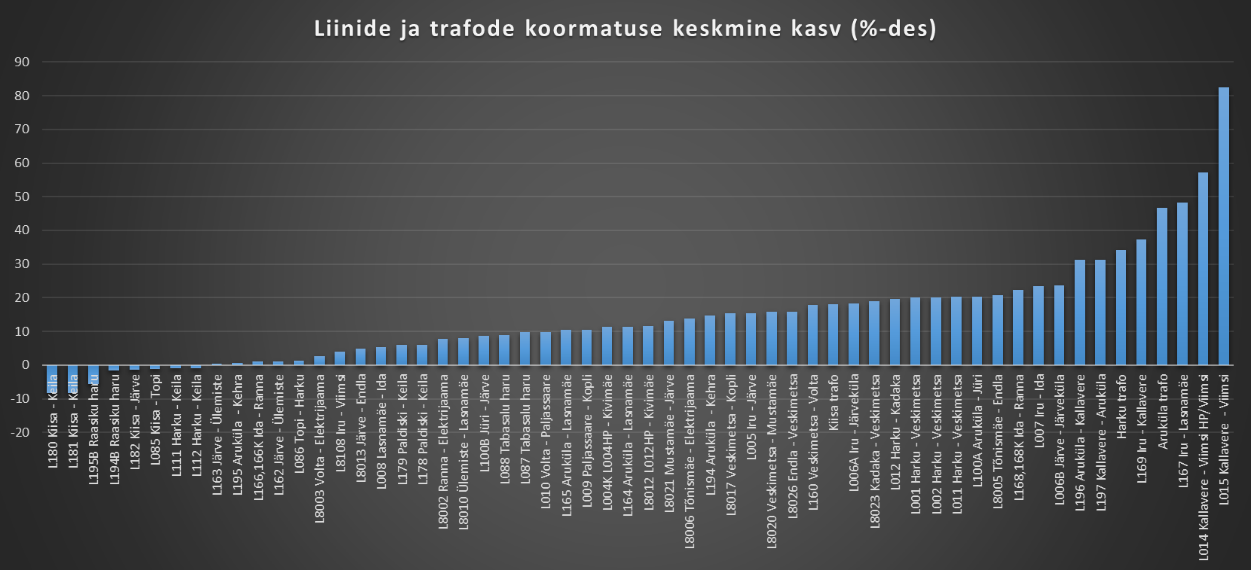 Liinide ja trafode koormatuse keskmine kasv (%-des)
90
80
70
60
50
40
30
20
10
0
-10
-20
L180 Kiisa - Keila
L181 Kiisa - Keila
L195B Raasiku haru
L194B Raasiku haru
L182 Kiisa - Järve
L085 Kiisa - Topi
L111 Harku - Keila
L112 Harku - Keila
L163 Järve - Ülemiste
L195 Aruküla - Kehra
L166,166K Ida - Ranna
L162 Järve - Ülemiste
L086 Topi - Harku
L8003 Volta - Elektrijaama
L8108 Iru - Viimsi
L8013 Järve - Endla
L008 Lasnamäe - Ida
L179 Paldiski - Keila
L178 Paldiski - Keila
L8002 Ranna - Elektrijaama
L8010 Ülemiste - Lasnamäe
L100B Jüri - Järve
L088 Tabasalu haru
L087 Tabasalu haru
L010 Volta - Paljassaare
L165 Aruküla - Lasnamäe
L009 Paljassaare - Kopli
L004K L004HP - Kivimäe
L164 Aruküla - Lasnamäe
L8012 L012HP - Kivimäe
L8021 Mustamäe - Järve
L8006 Tõnismäe - Elektrijaama
L194 Aruküla - Kehra
L8017 Veskimetsa - Kopli
L005 Iru - Järve
L8020 Veskimetsa - Mustamäe
L8026 Endla - Veskimetsa
L160 Veskimetsa - Volta
Kiisa trafo
L006A Iru - Järveküla
L8023 Kadaka - Veskimetsa
L012 Harku - Kadaka
L001 Harku - Veskimetsa
L002 Harku - Veskimetsa
L011 Harku - Veskimetsa
L100A Aruküla - Jüri
L8005 Tõnismäe - Endla
L168,168K Ida - Ranna
L007 Iru - Ida
L006B Järve - Järveküla
L196 Aruküla - Kallavere
L197 Kallavere - Aruküla
Harku trafo
L169 Iru - Kallavere
Aruküla trafo
L167 Iru - Lasnamäe
L014 Kallavere - Viimsi HP/Viimsi
L015 Kallavere - Viimsi